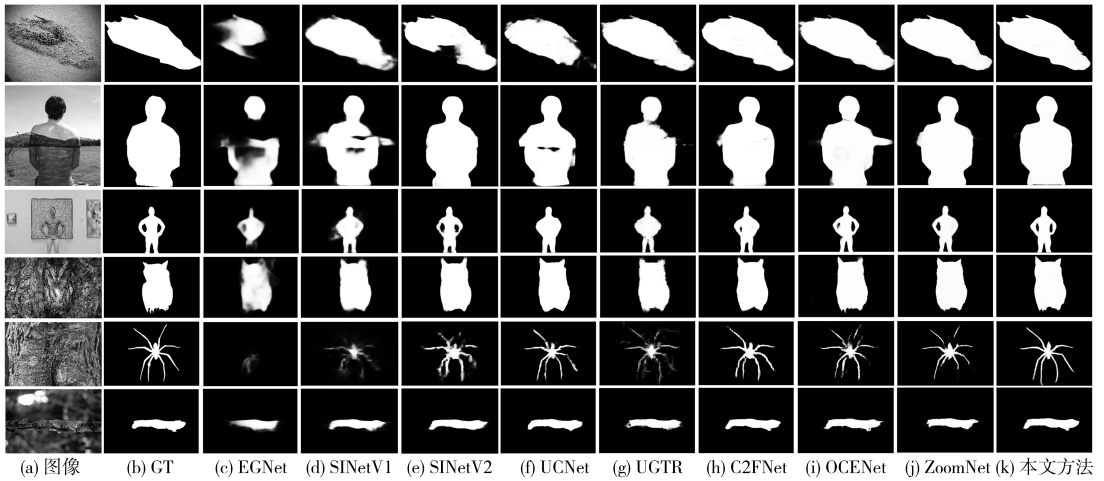 (a) 图像 (b) GT (c) EGNet (d) SINetV1 (e) SINetV2 (f) UCNet (g) UGTR (h) C2FNet (i) OCENet (j) ZoomNet (k) 本文方法